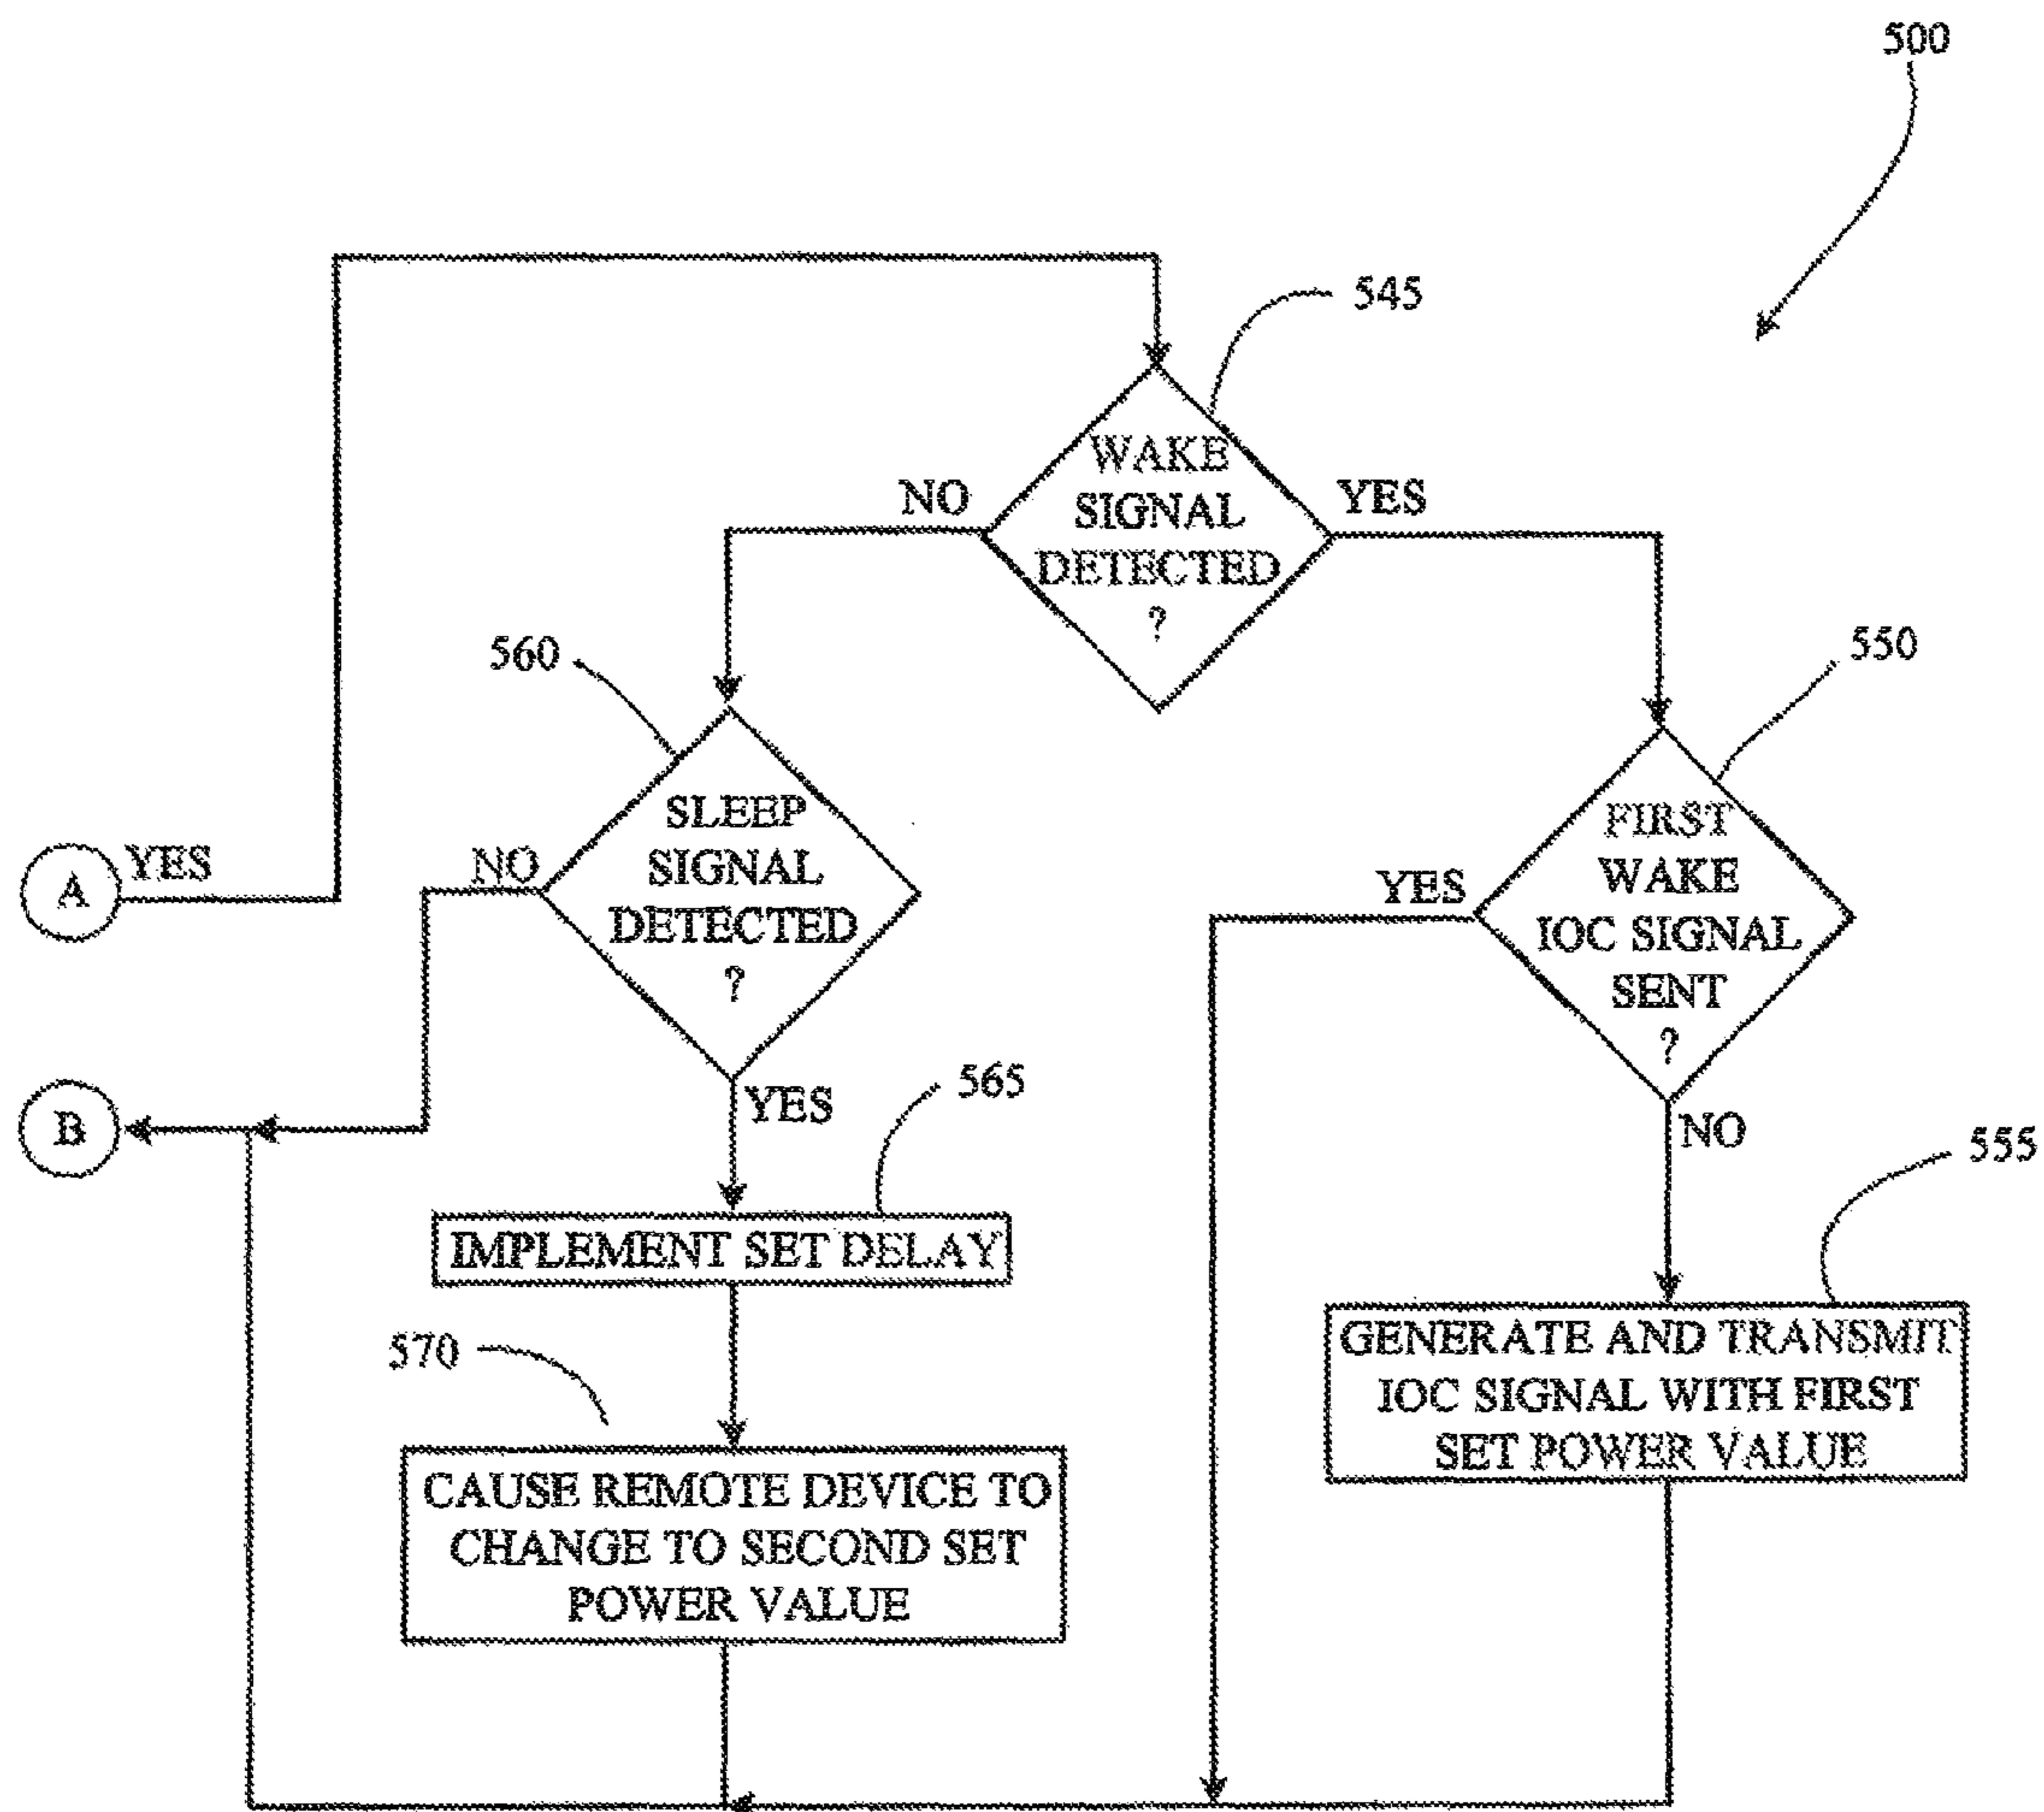 500
545
WAKE
SIGNAL
DETECTED
?
NO
YES
560
550
SLEEP
SIGNAL
DETECTED
?
NO
FIRST
WAKE
IOC SIGNAL
SENT
?
YES
A
YES
B
YES
565
NO
555
IMPLEMENT SET DELAY
570
GENERATE AND TRANSMIT
IOC SIGNAL WITH FIRST
SET POWER VALUE
CAUSE REMOTE DEVICE TO
CHANGE TO SECOND SET
POWER VALUE